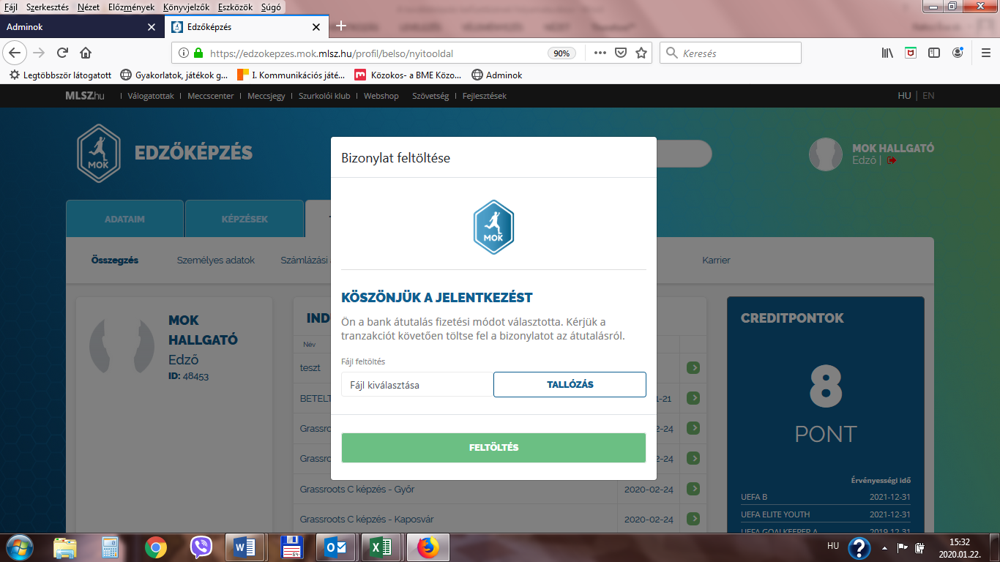 Fájl Szerkesztés Nézet Előzmények Könyvjelzők Eszközök Súgó
Adminok
Edzőképzés
https://edzokepzes.mok.mlsz.hu/profil/belso/nyitooldal
90%
Keresés
Legtöbbször látogatott
Gyakorlatok, játékok g...
I. Kommunikációs játé...
Közokos- a BME Közo...
Adminok
MLSZ.hu | Válogatottak | Meccscenter | Meccsjegy | Szurkolói klub | Webshop Szövetség | Fejlesztések
HU | EN
MOK
EDZŐKÉPZÉS
MOK HALLGATÓ
Edző |
ADATAIM
KÉPZÉSEK
Összegzés
Személyes adatok
Számlázási
Karrier
MOK
HALLGATÓ
Edző
ID: 48453
IND
Név
teszt
BETELT
1-21
Grassroo
2-24
Grassroo
2-24
Grassroots C képzés - Győr
2020-02-24
Grassroots C képzés - Kaposvár
2020-02-24
Bizonylat feltöltése
MOK
KÖSZÖNJÜK A JELENTKEZÉST
Ön a bank átutalás fizetési módot választotta. Kérjük a
tranzakciót követően töltse fel a bizonylatot az átutalásról.
Fájl feltöltés
Fájl kiválasztása
TALLÓZÁS
FELTÖLTÉS
CREDITPONTOK
8
PONT
Érvényességi idő
UEFA B 2021-12-31
UEFA ELITE YOUTH 2021-12-31
UEFA GOALKEEPER A 2019-12-31
HU
15:32
2020.01.22.